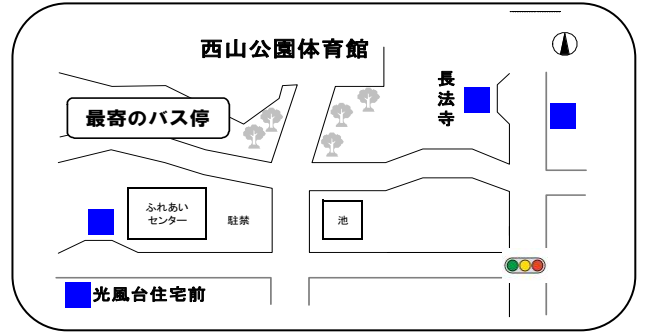 西山公園体育館
長法寺
最寄のバス停
ふれあい
センター
駐禁
池
光風台住宅前